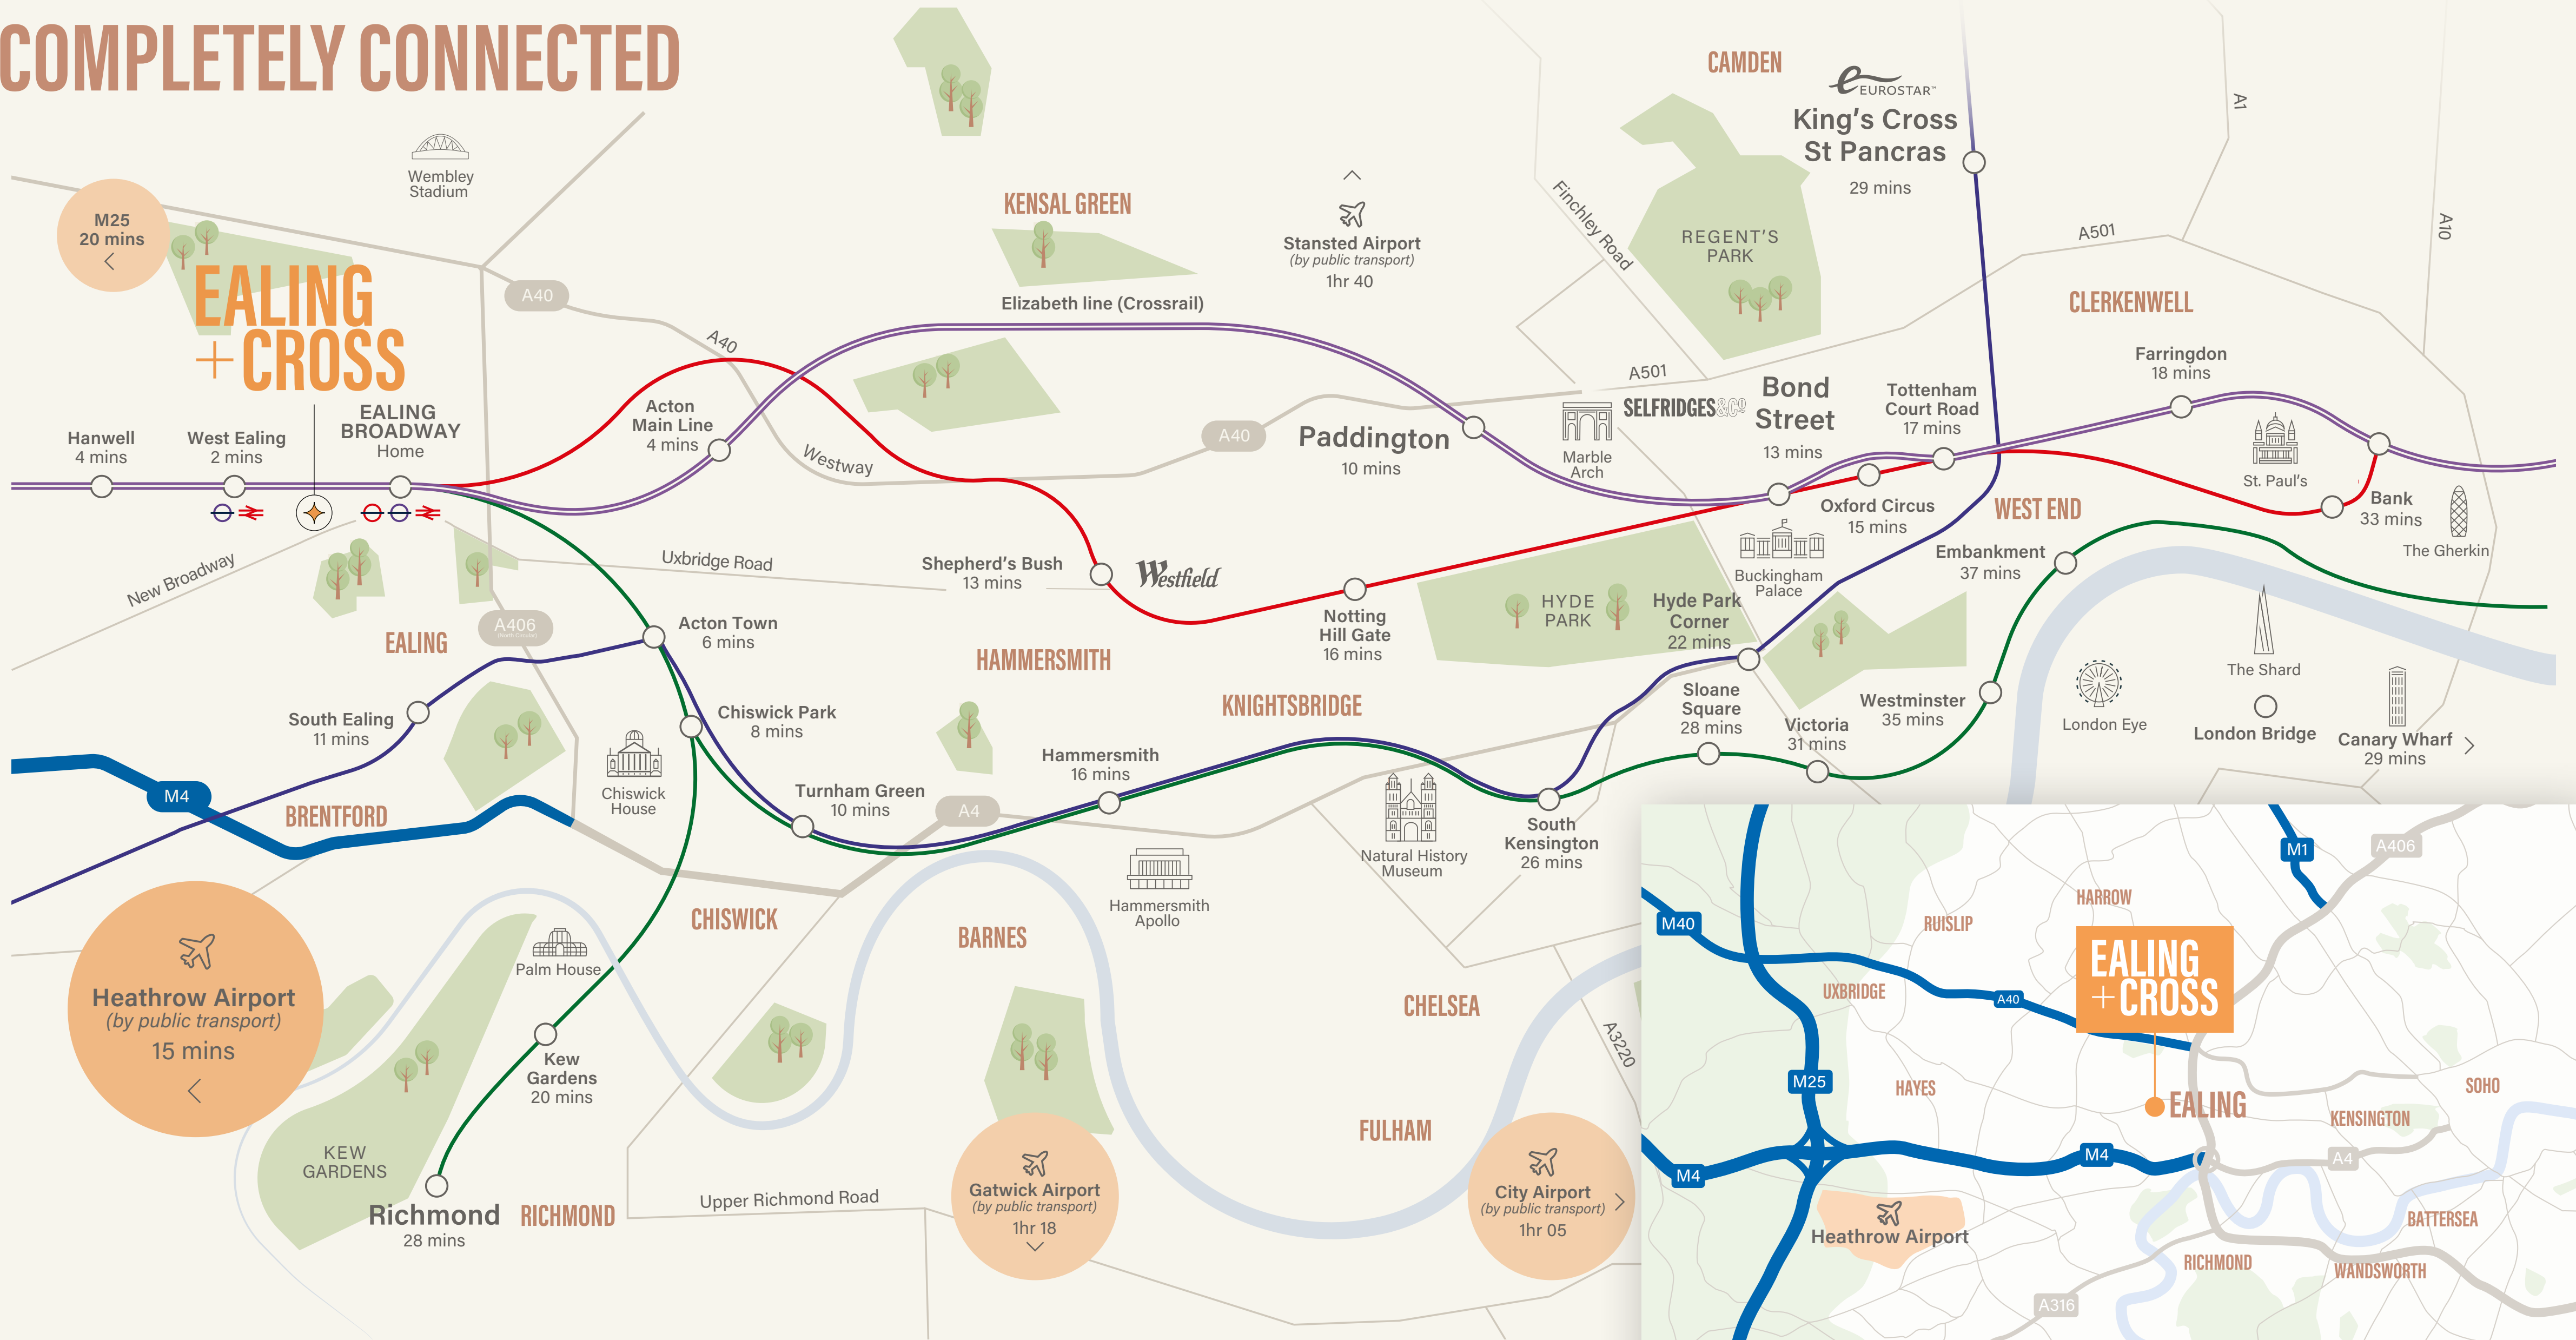 COMPLETELY CONNECTED
Wembley
Stadium
M25
20 mins
EALING
+CROSS
A40
A40
Westway
A40
KENSAL GREEN
Elizabeth line (Crossrail)
Stansted Airport
(by public transport)
1hr 40
CAMDEN
EUROSTAR™
King's Cross
St Pancras
29 mins
Finchley Road
REGENT'S
PARK
A1
A10
A501
A501
CLERKENWELL
Hanwell
4 mins
West Ealing
2 mins
EALING
BROADWAY
Home
Acton
Main Line
4 mins
Paddington
10 mins
Marble
Arch
SELFRIDGES&CO
Bond
Street
13 mins
Tottenham
Court Road
17 mins
Oxford Circus
15 mins
Farringdon
18 mins
St. Paul's
Bank
33 mins
The Gherkin
WEST END
New Broadway
Uxbridge Road
Shepherd's Bush
13 mins
Westfield
Notting
Hill Gate
16 mins
HYDE
PARK
Buckingham
Palace
Hyde Park
Corner
22 mins
Embankment
37 mins
EALING
A406
(North Circular)
Acton Town
6 mins
HAMMERSMITH
KNIGHTSBRIDGE
South Ealing
11 mins
Chiswick Park
8 mins
Chiswick
House
Turnham Green
10 mins
Hammersmith
16 mins
A4
Sloane
Square
28 mins
Victoria
31 mins
Westminster
35 mins
London Eye
The Shard
London Bridge
Canary Wharf
29 mins
M4
BRENTFORD
Natural History
Museum
South
Kensington
26 mins
Hammersmith
Apollo
CHISWICK
BARNES
CHELSEA
FULHAM
A3220
Heathrow Airport
(by public transport)
15 mins
Palm House
Kew
Gardens
20 mins
KEW
GARDENS
Richmond
28 mins
RICHMOND
Upper Richmond Road
Gatwick Airport
(by public transport)
1hr 18
City Airport
(by public transport)
1hr 05
M1
A406
M40
RUISLIP
HARROW
EALING
+CROSS
UXBRIDGE
A40
M25
HAYES
EALING
SOHO
KENSINGTON
M4
M4
A4
Heathrow Airport
BATTERSEA
RICHMOND
WANDSWORTH
A316